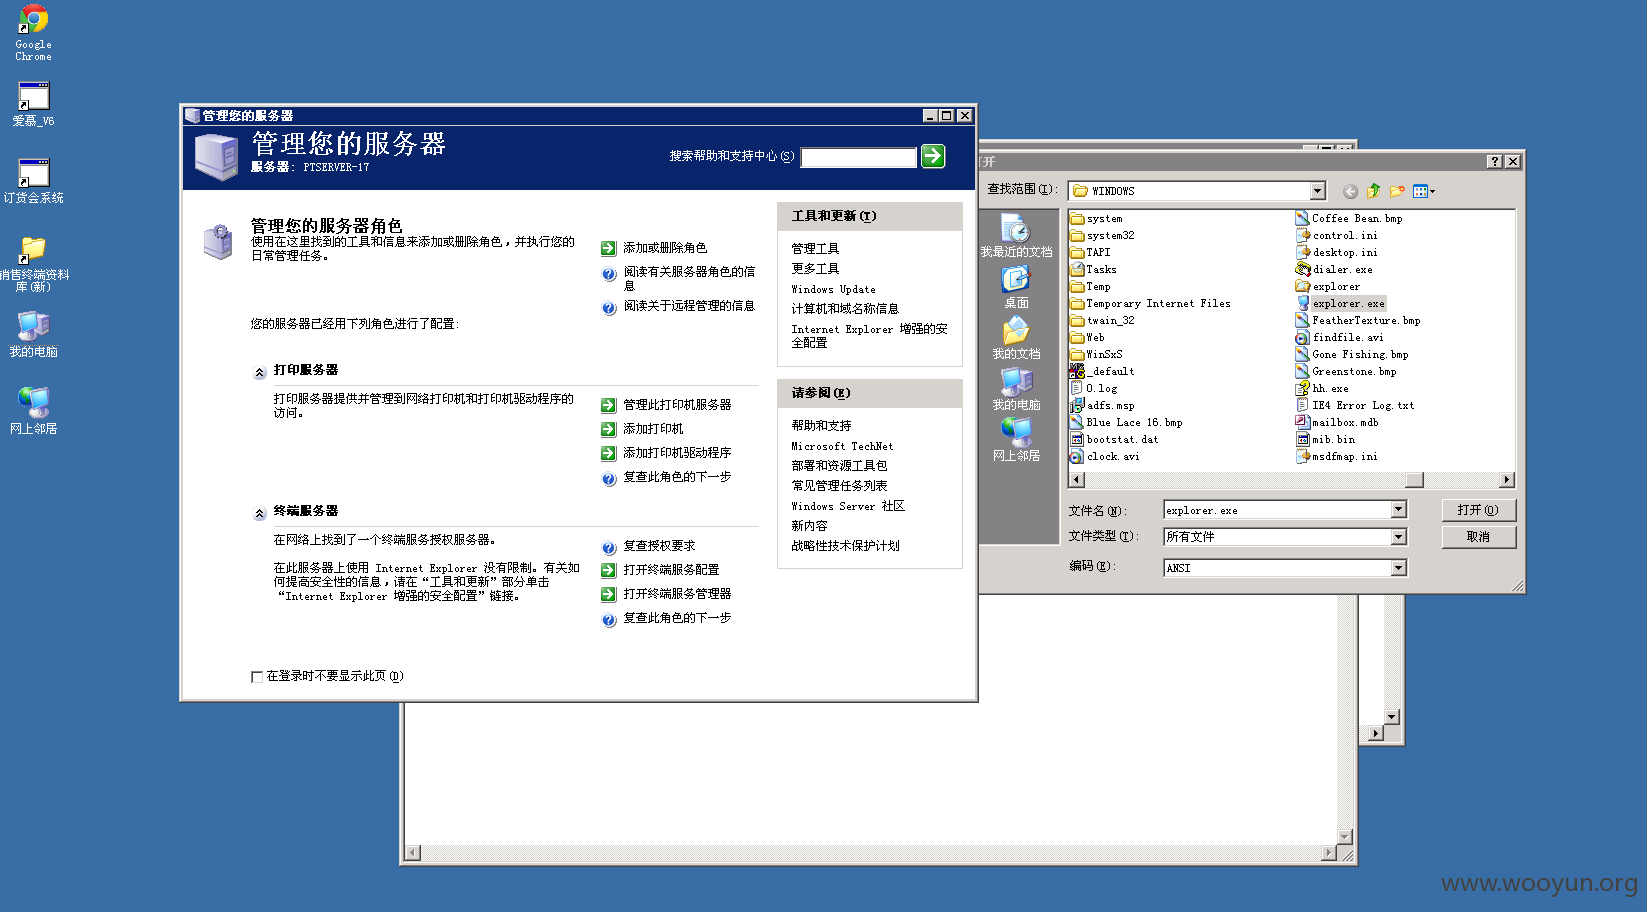 Google
Chrome
爱慕_V6
订货会系统
销售终端资料
库(新)
我的电脑
网上邻居
管理您的服务器
管理您的服务器
服务器: PTSERVER-17
搜索帮助和支持中心(S)
管理您的服务器角色
使用在这里找到的工具和信息来添加或删除角色，并执行您的
日常管理任务。
添加或删除角色
阅读有关服务器角色的信
息
阅读关于远程管理的信息
您的服务器已经用下列角色进行了配置:
打印服务器
打印服务器提供并管理到网络打印机和打印机驱动程序的
访问。
管理此打印机服务器
添加打印机
添加打印机驱动程序
复查此角色的下一步
终端服务器
在网络上找到了一个终端服务授权服务器。
在此服务器上使用 Internet Explorer 没有限制。有关如
何提高安全性的信息，请在“工具和更新”部分单击
“Internet Explorer 增强的安全配置”链接。
复查授权要求
打开终端服务配置
打开终端服务管理器
复查此角色的下一步
在登录时不要显示此页(D)
工具和更新(T)
管理工具
更多工具
Windows Update
计算机和域名称信息
Internet Explorer 增强的安
全配置
请参阅(E)
帮助和支持
Microsoft TechNet
部署和资源工具包
常见管理任务列表
Windows Server 社区
新内容
战略性技术保护计划
开
查找范围(I):
WINDOWS
我最近的文档
桌面
我的文档
我的电脑
网上邻居
system
system32
TAPI
Tasks
Temp
Temporary Internet Files
twain_32
Web
WinSxS
_default
0.log
adfs.msp
Blue Lace 16.bmp
bootstat.dat
clock.avi
Coffee Bean.bmp
control.ini
desktop.ini
dialer.exe
explorer
explorer.exe
FeatherTexture.bmp
findfile.avi
Gone Fishing.bmp
Greenstone.bmp
hh.exe
IE4 Error Log.txt
mailbox.mdb
mib.bin
msdfmap.ini
文件名(N):
explorer.exe
打开(O)
文件类型(T):
所有文件
取消
编码(E):
ANSI
www.wooyun.org